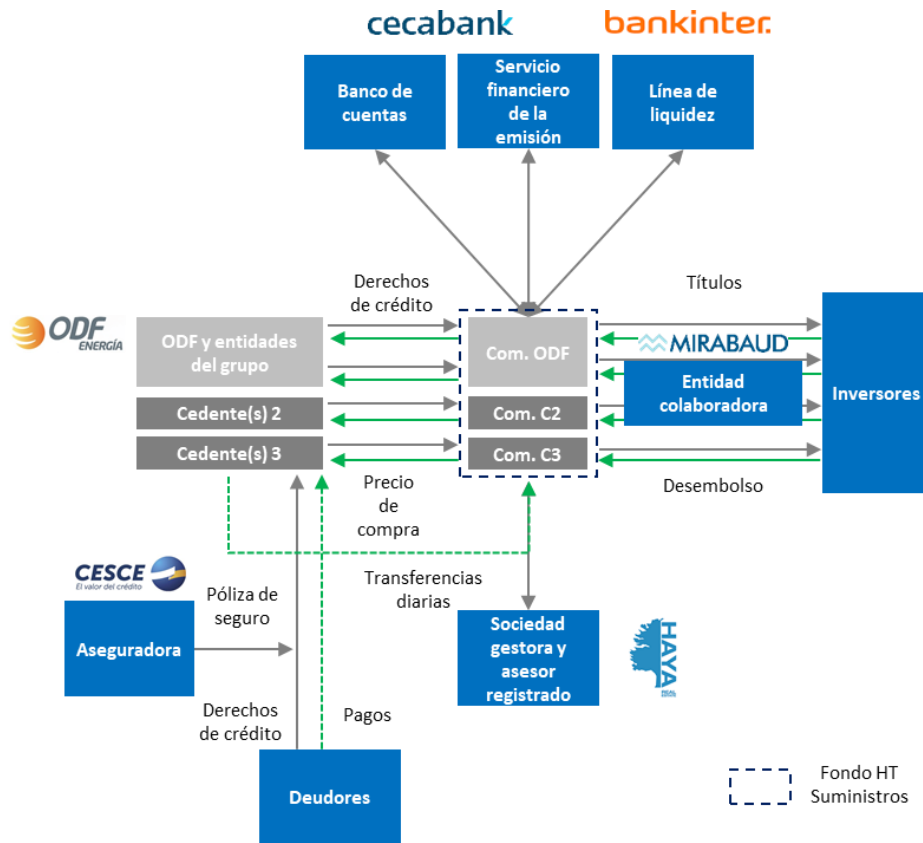 cecabank
bankinter.
Banco de
cuentas
Servicio
financiero
de la
emisión
Línea de
liquidez
Derechos
de crédito
Títulos
ODF
ENERGÍA
ODF y entidades
del grupo
Com. ODF
MIRABAUD
Entidad
colaboradora
Inversores
Cedente(s) 2
Com. C2
Cedente(s) 3
Com. C3
Precio
de
compra
Desembolso
CESCE
El valor del crédito
Póliza de
seguro
Transferencias
diarias
Aseguradora
Sociedad
gestora y
asesor
registrado
HAYA
Derechos
de crédito
Pagos
Deudores
Fondo HT
Suministros